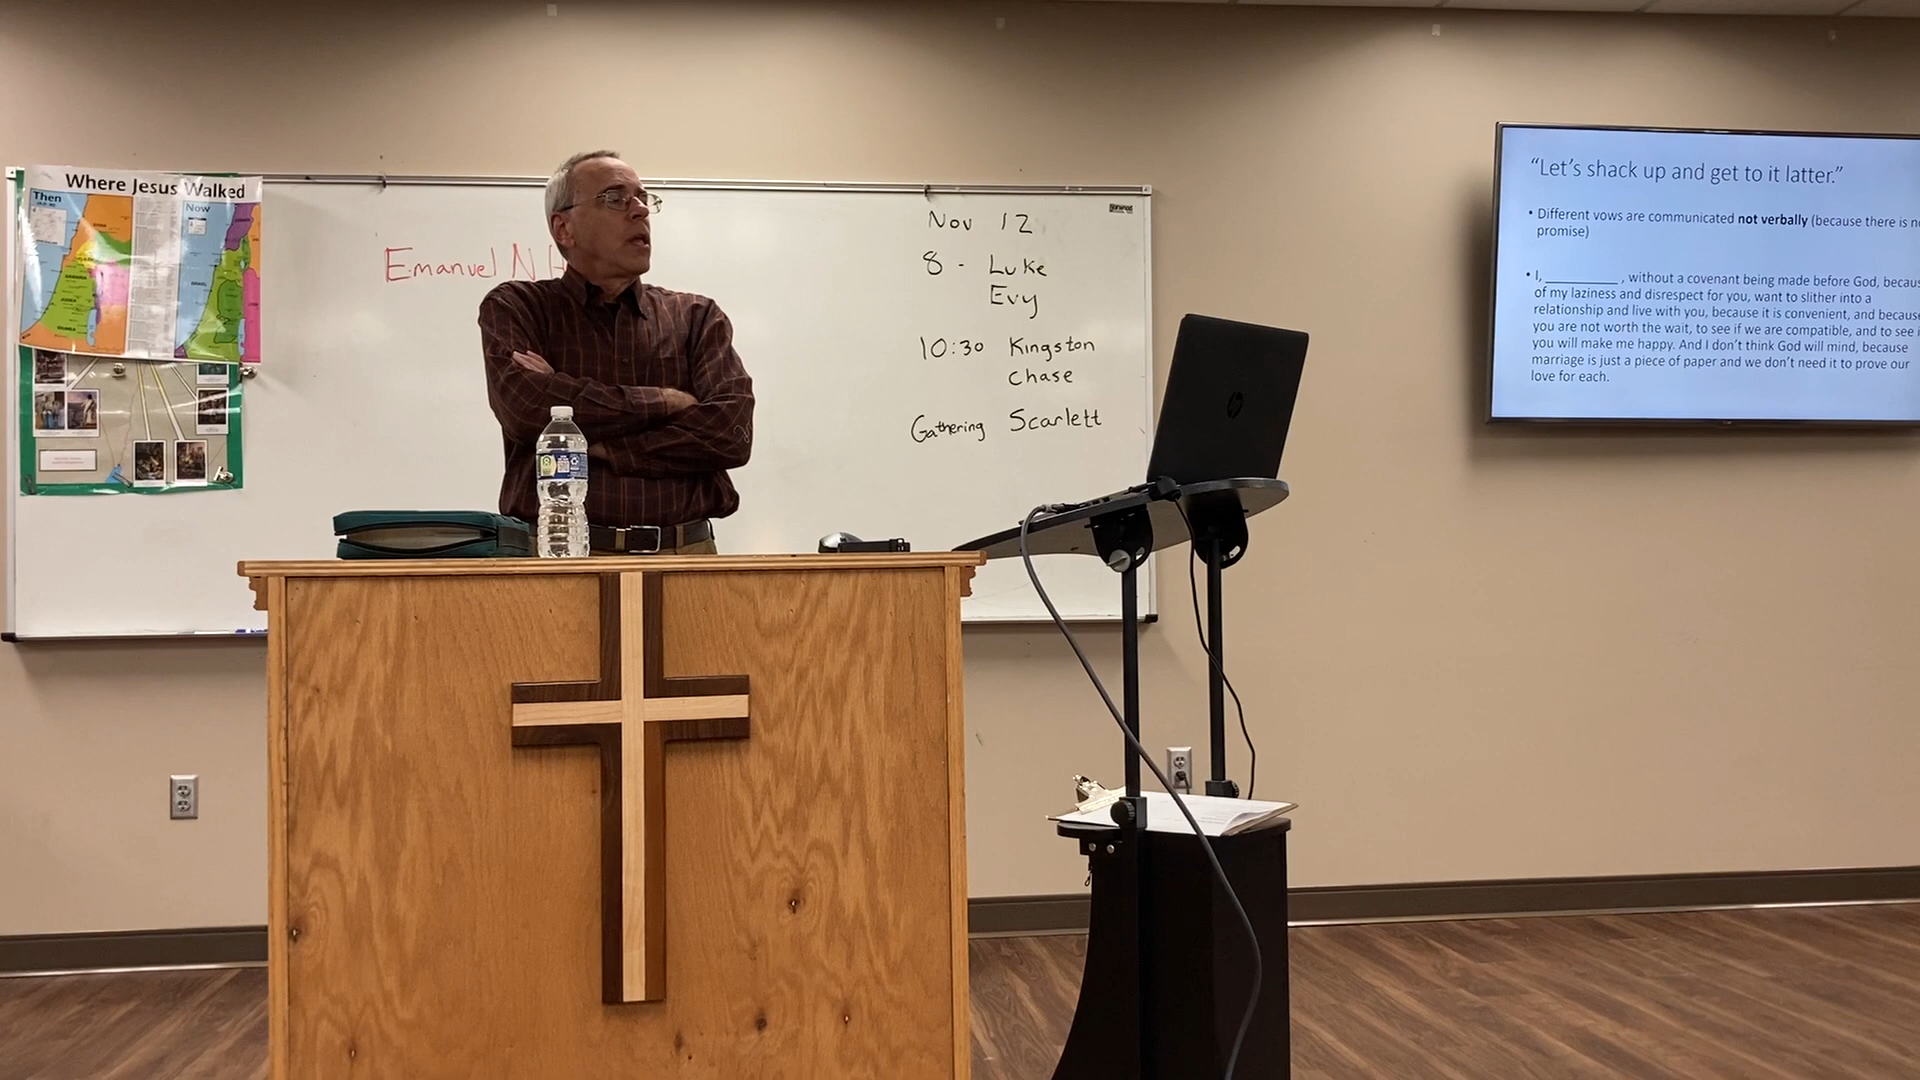 Where Jesus Walked
Then
Now
Emanuel N H
Nov 12
8 - Luke
Evy
10:30 Kingston
Chase
Gathering Scarlett
“Let’s shack up and get to it latter.”
• Different vows are communicated not verbally (because there is no
promise)
• I, __________ , without a covenant being made before God, becaus
of my laziness and disrespect for you, want to slither into a
relationship and live with you, because it is convenient, and because
you are not worth the wait, to see if we are compatible, and to see i
you will make me happy. And I don’t think God will mind, because
marriage is just a piece of paper and we don’t need it to prove our
love for each.